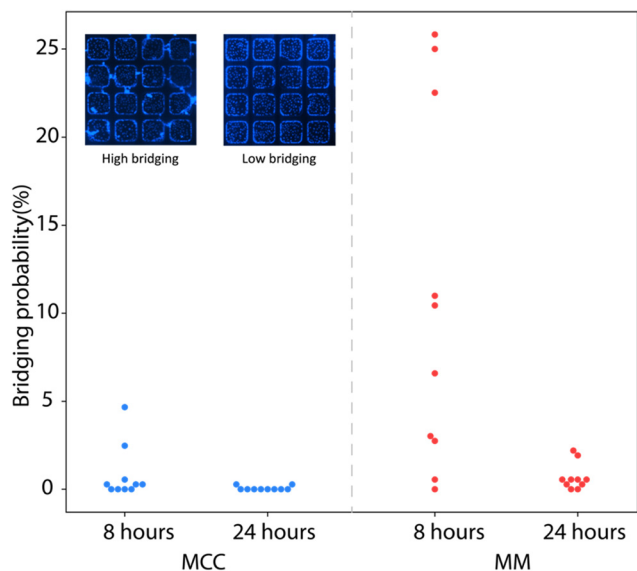 Bridging probability(%)
25
20
15
10
5
0
High bridging
Low bridging
8 hours
24 hours
8 hours
24 hours
MCC
MM